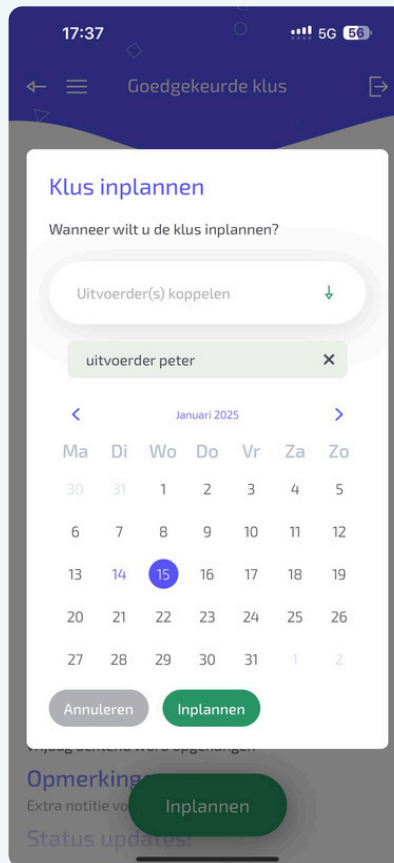 17:37 5G 56
Goedgekeurde klus
Klus inplannen
Wanneer wilt u de klus inplannen?
Uitvoerder(s) koppelen
uitvoerder peter
Januari 2025
Ma Di Wo Do Vr Za Zo
30 31 1 2 3 4 5
6 7 8 9 10 11 12
13 14 15 16 17 18 19
20 21 22 23 24 25 26
27 28 29 30 31 1 2
Annuleren Inplannen
Opmerkinge
Extra notitie vo
Inplannen
Status updates: